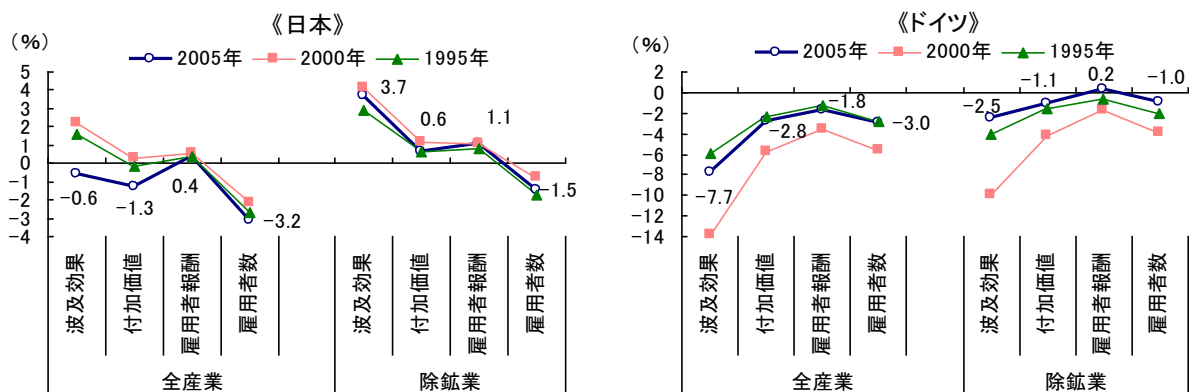 《日本》
(%)
2005年 2000年 1995年
5
4
3
2
1
0
−1
−2
−3
−4
−0.6
−1.3
0.4
−3.2
3.7
0.6
1.1
−1.5
波及効果
付加価値
雇用者報酬
雇用者数
波及効果
付加価値
雇用者報酬
雇用者数
全産業
除鉱業
《ドイツ》
(%)
2005年 2000年 1995年
2
0
−2
−4
−6
−8
−10
−12
−14
−7.7
−2.8
−1.8
−3.0
−2.5
−1.1
0.2
−1.0
波及効果
付加価値
雇用者報酬
雇用者数
波及効果
付加価値
雇用者報酬
雇用者数
全産業
除鉱業